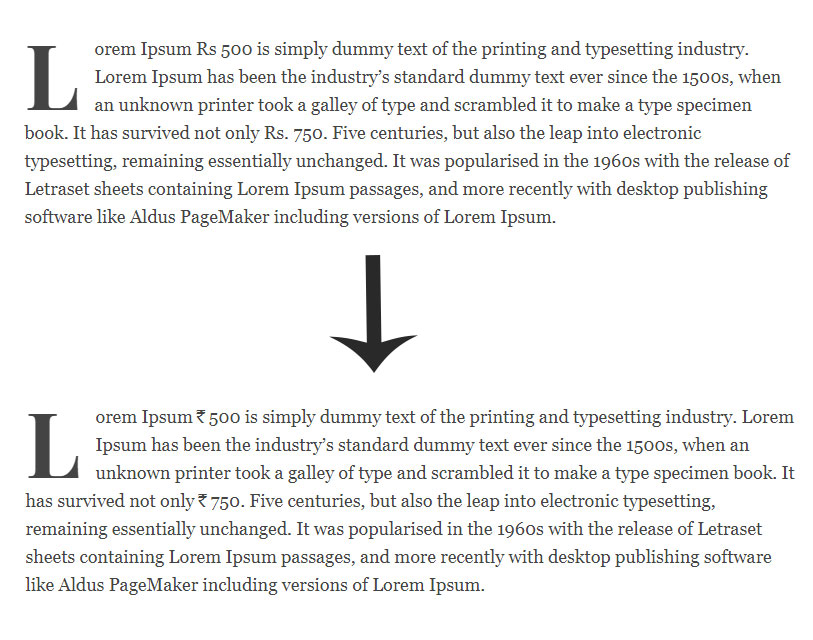 Lorem Ipsum Rs 500 is simply dummy text of the printing and typesetting industry.
Lorem Ipsum has been the industry’s standard dummy text ever since the 1500s, when
an unknown printer took a galley of type and scrambled it to make a type specimen
book. It has survived not only Rs. 750. Five centuries, but also the leap into electronic
typesetting, remaining essentially unchanged. It was popularised in the 1960s with the release of
Letraset sheets containing Lorem Ipsum passages, and more recently with desktop publishing
software like Aldus PageMaker including versions of Lorem Ipsum.
Lorem Ipsum ₹ 500 is simply dummy text of the printing and typesetting industry. Lorem
Ipsum has been the industry’s standard dummy text ever since the 1500s, when an
unknown printer took a galley of type and scrambled it to make a type specimen book. It
has survived not only ₹ 750. Five centuries, but also the leap into electronic typesetting,
remaining essentially unchanged. It was popularised in the 1960s with the release of Letraset
sheets containing Lorem Ipsum passages, and more recently with desktop publishing software
like Aldus PageMaker including versions of Lorem Ipsum.